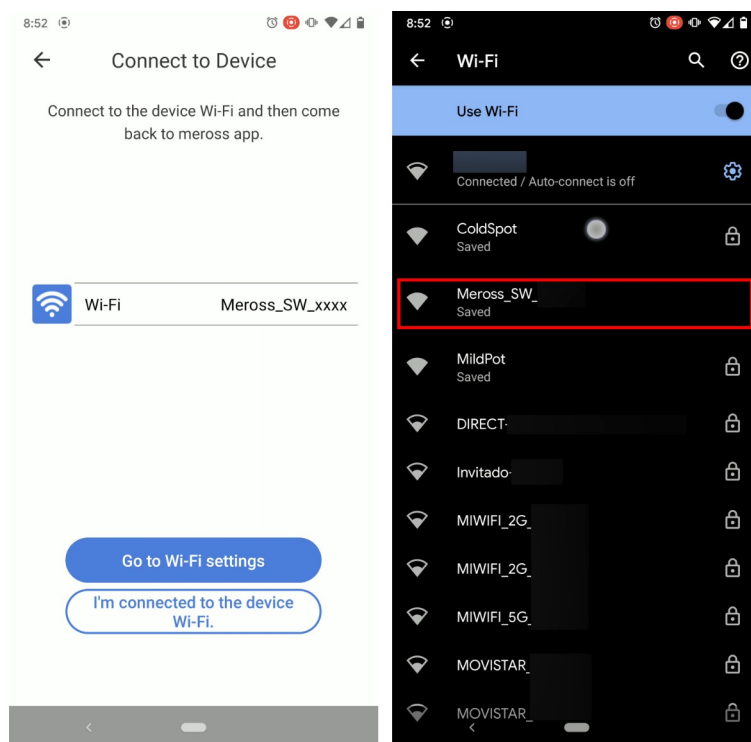 8:52
Connect to Device
Connect to the device Wi-Fi and then come
back to meross app.
Wi-Fi
Meross_SW_xxxx
Go to Wi-Fi settings
I'm connected to the device
Wi-Fi.
8:52
Wi-Fi
Use Wi-Fi
Connected / Auto-connect is off
ColdSpot
Saved
Meross_SW_
Saved
MildPot
Saved
DIRECT-
Invitado-
MIWIFI_2G_
MIWIFI_2G_
MIWIFI_5G_
MOVISTAR_
MOVISTAR_